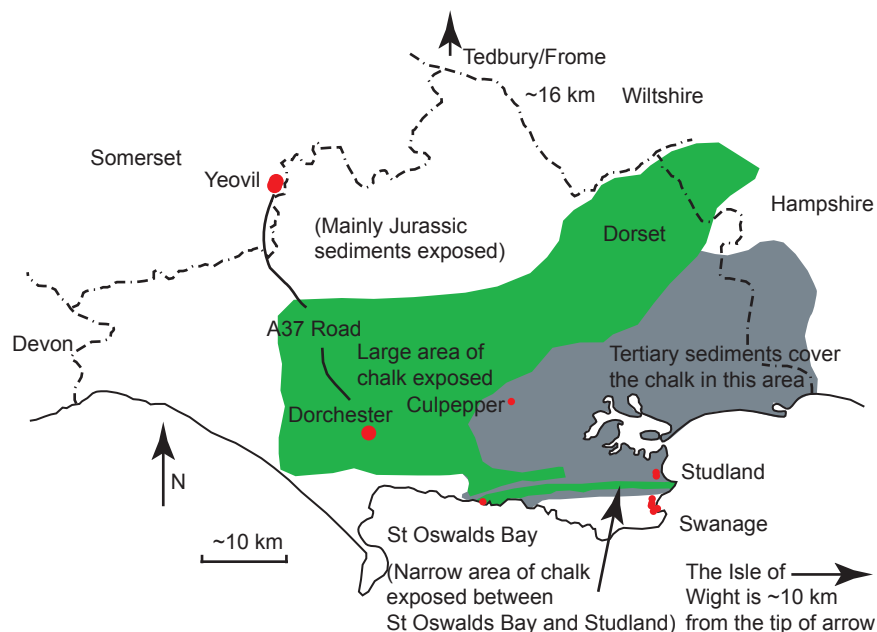 Tedbury/Frome
~16 km
Wiltshire
Somerset
Yeovil
Hampshire
(Mainly Jurassic
sediments exposed)
Dorset
Devon
A37 Road
Large area of
chalk exposed
Tertiary sediments cover
the chalk in this area
Culpepper
Dorchester
N
Studland
Swanage
~10 km
St Oswalds Bay
(Narrow area of chalk
exposed between
St Oswalds Bay and Studland)
The Isle of
Wight is ~10 km
from the tip of arrow